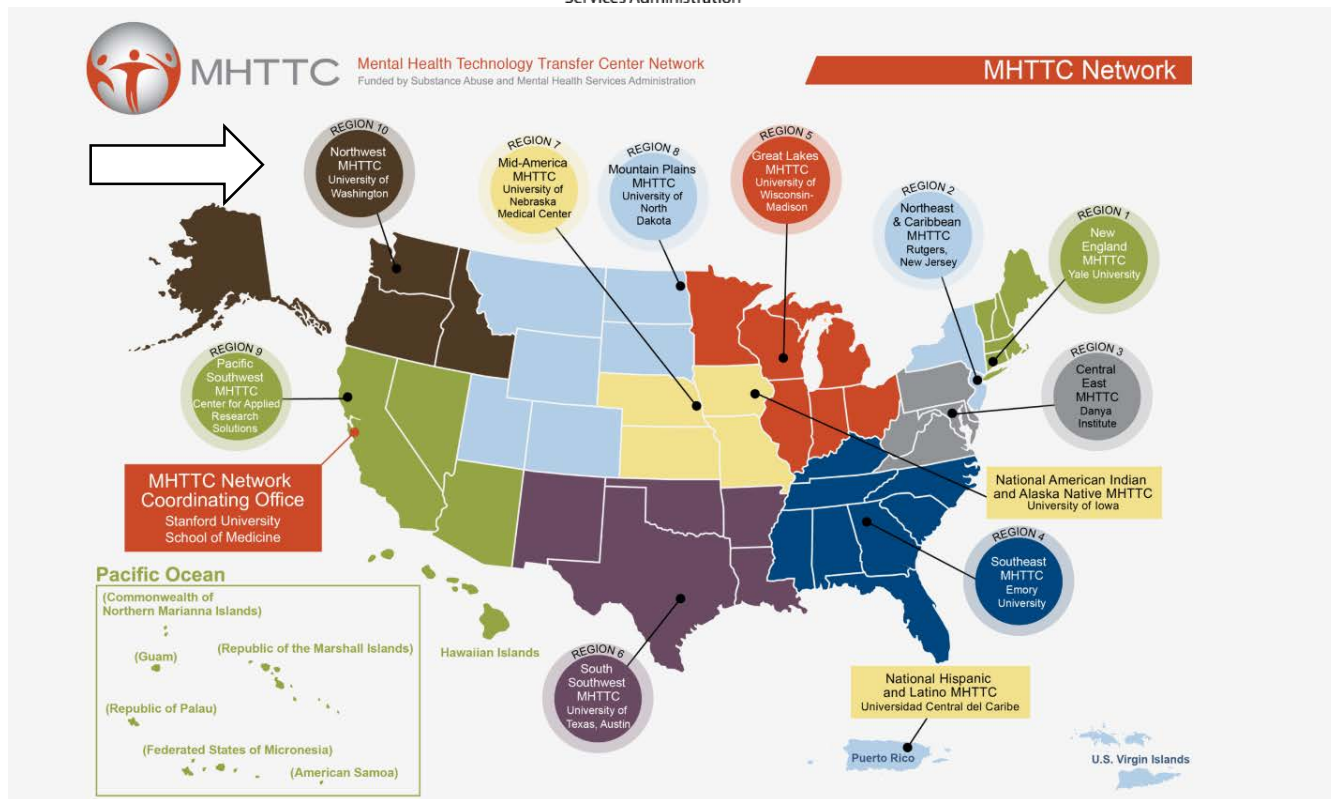 Services Administration
MHTTC
Mental Health Technology Transfer Center Network
Funded by Substance Abuse and Mental Health Services Administration
MHTTC Network
REGION 10
Northwest
MHTTC
University of
Washington
REGION 7
Mid-America
MHTTC
University of
Nebraska
Medical Center
REGION 8
Mountain Plains
MHTTC
University of
North
Dakota
REGION 5
Great Lakes
MHTTC
University of
Wisconsin-
Madison
REGION 2
Northeast
& Caribbean
MHTTC
Rutgers,
New Jersey
REGION 1
New
England
MHTTC
Yale University
REGION 9
Pacific
Southwest
MHTTC
Center for Applied
Research
Solutions
REGION 3
Central
East
MHTTC
Danya
Institute
MHTTC Network
Coordinating Office
Stanford University
School of Medicine
National American Indian
and Alaska Native MHTTC
University of Iowa
REGION 4
Southeast
MHTTC
Emory
University
Pacific Ocean
(Commonwealth of
Northern Marianna Islands)
(Guam)
(Republic of the Marshall Islands)
(Republic of Palau)
(Federated States of Micronesia)
(American Samoa)
Hawaiian Islands
REGION 6
South
Southwest
MHTTC
University of
Texas, Austin
National Hispanic
and Latino MHTTC
Universidad Central del Caribe
Puerto Rico
U.S. Virgin Islands